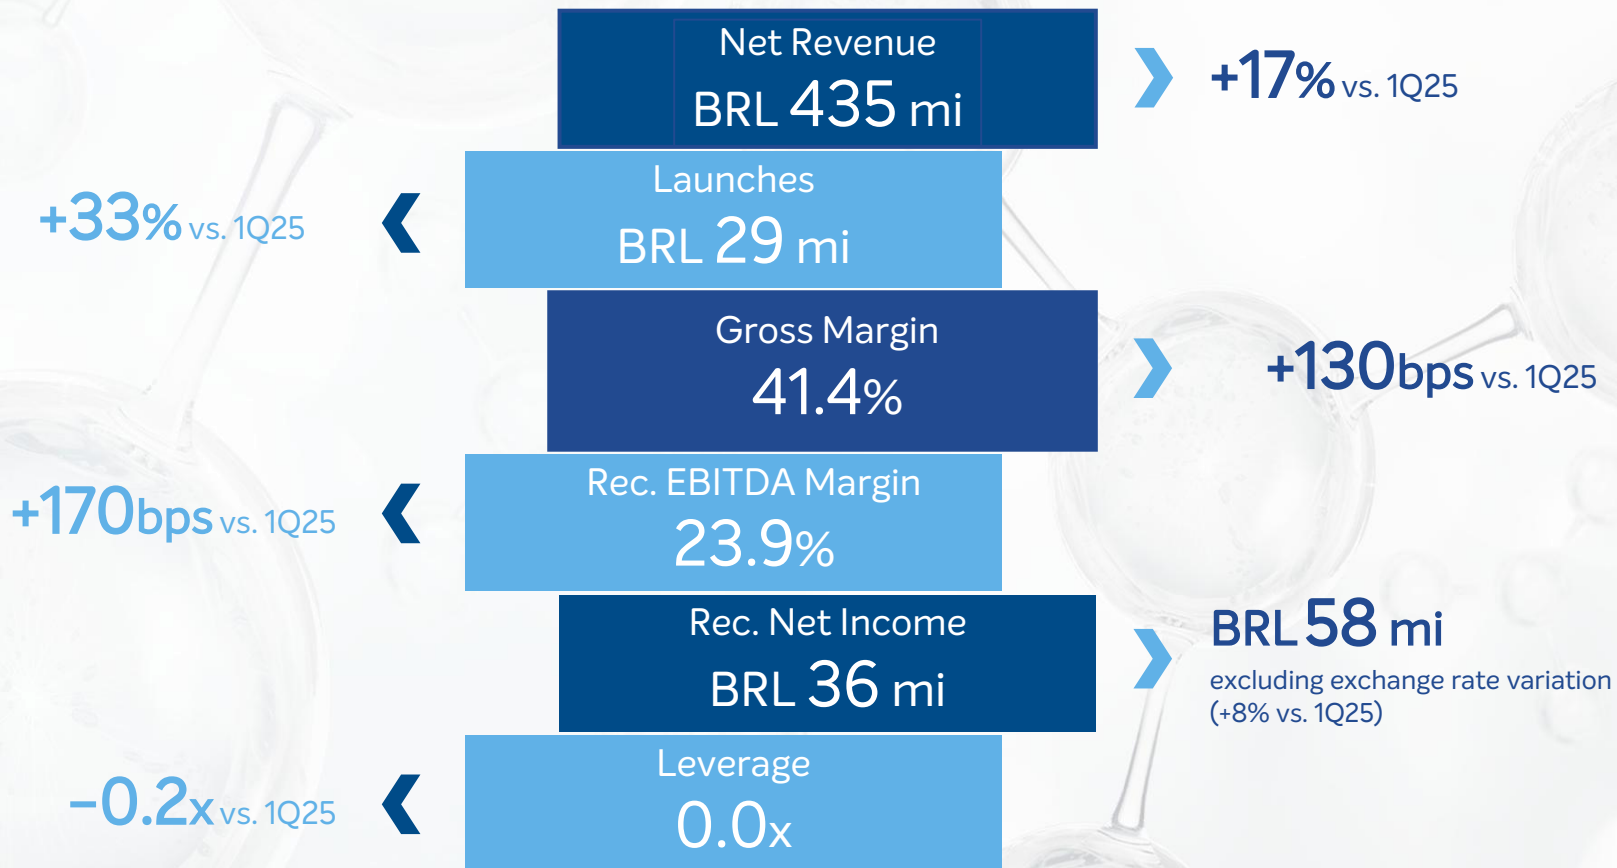 Net Revenue
BRL 435 mi
+17% vs. 1Q25
Launches
BRL 29 mi
+33% vs. 1Q25
Gross Margin
41.4%
+130bps vs. 1Q25
Rec. EBITDA Margin
23.9%
+170bps vs. 1Q25
Rec. Net Income
BRL 36 mi
BRL 58 mi
excluding exchange rate variation
(+8% vs. 1Q25)
Leverage
0.0x
−0.2x vs. 1Q25